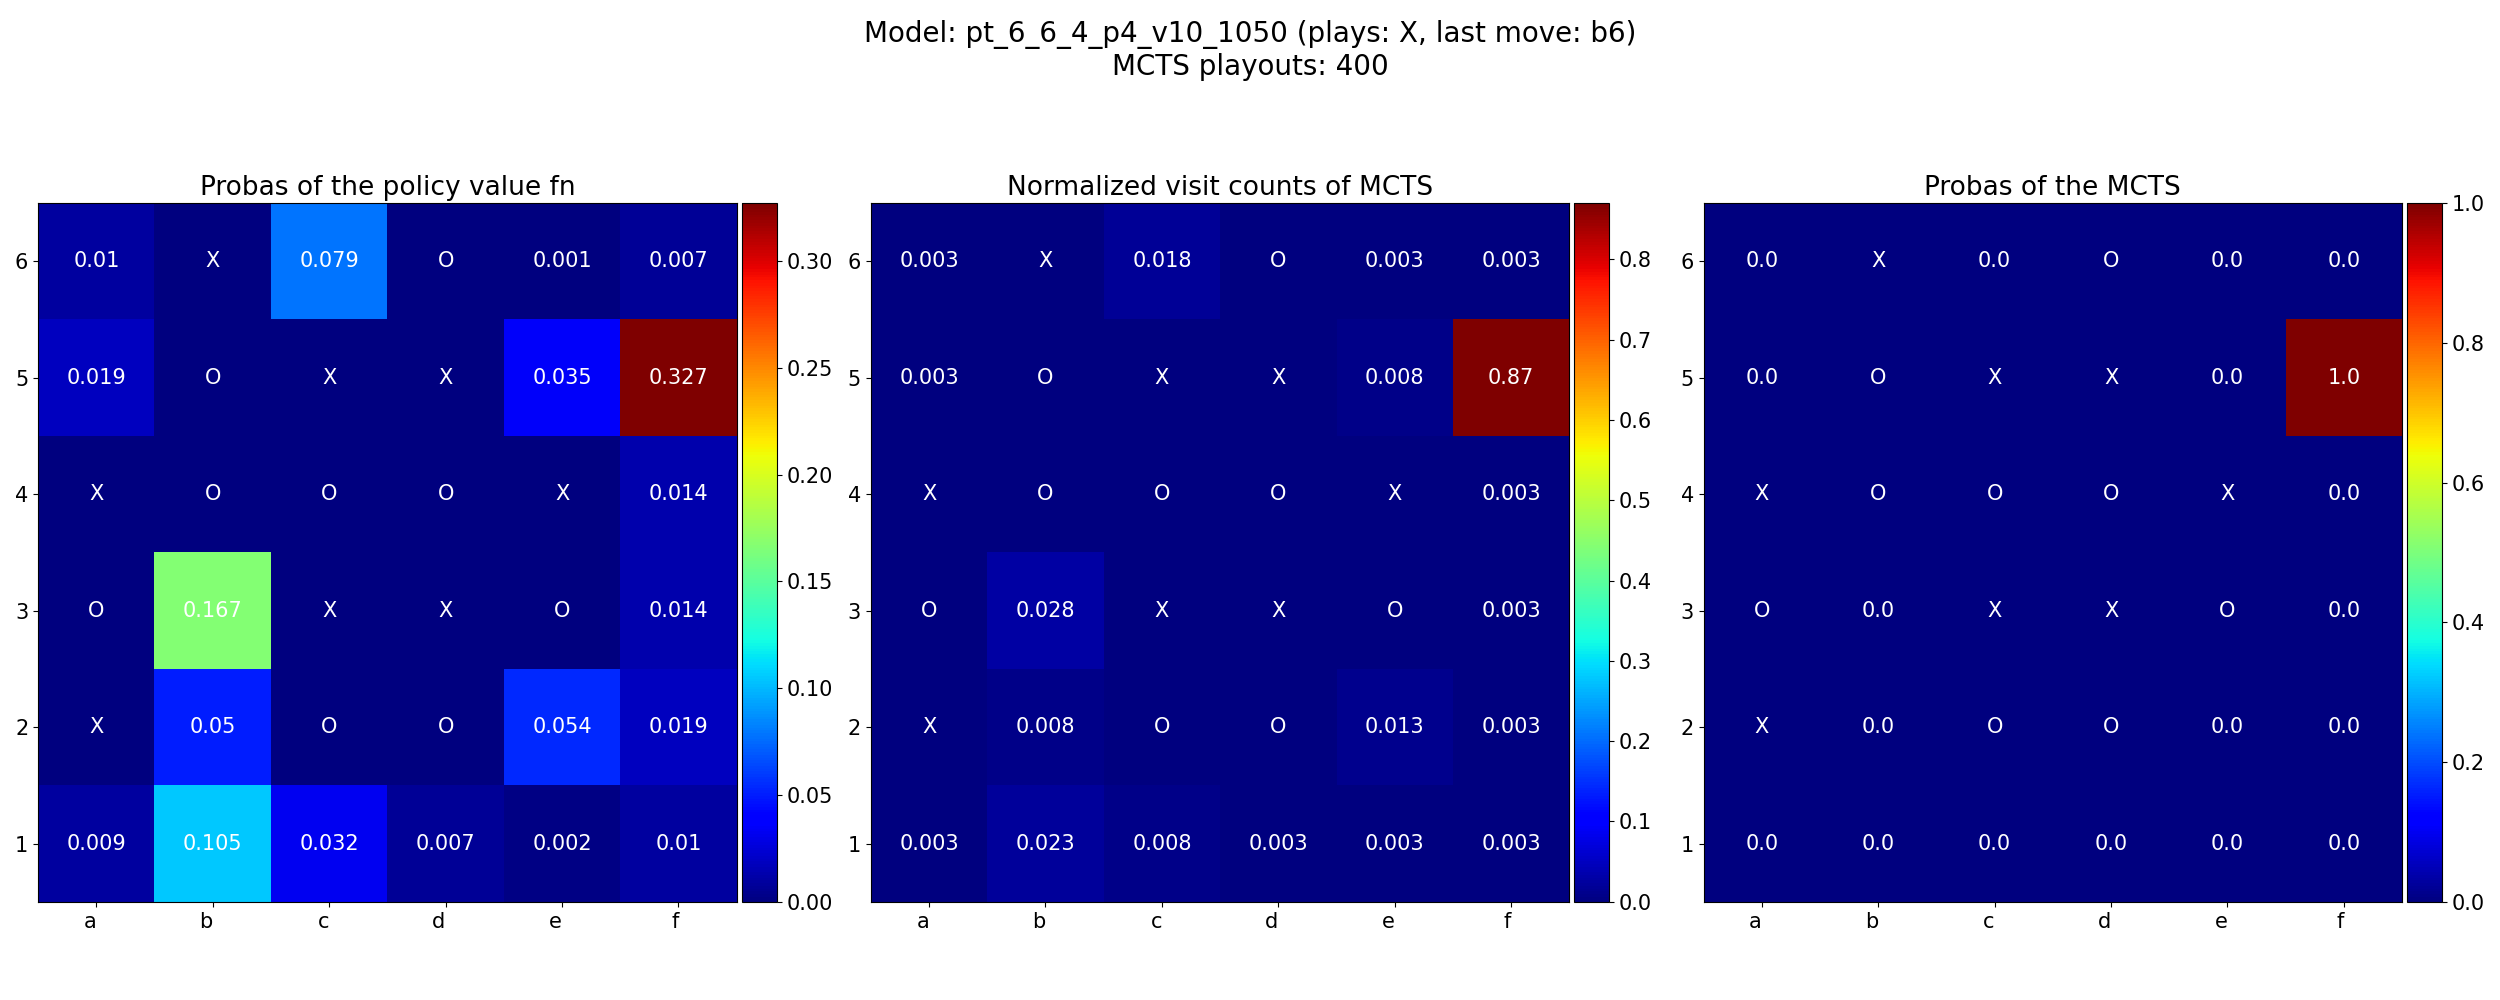 Model: pt_6_6_4_p4_v10_1050 (plays: X, last move: b6)
MCTS playouts: 400
Probas of the policy value fn
6 0.01 X 0.079 O 0.001 0.007
5 0.019 O X X 0.035 0.327
4 X O O O X 0.014
3 O 0.167 X X O 0.014
2 X 0.05 O O 0.054 0.019
1 0.009 0.105 0.032 0.007 0.002 0.01
a b c d e f
0.30
0.25
0.20
0.15
0.10
0.05
0.00
Normalized visit counts of MCTS
6 0.003 X 0.018 O 0.003 0.003
5 0.003 O X X 0.008 0.87
4 X O O O X 0.003
3 O 0.028 X X O 0.003
2 X 0.008 O O 0.013 0.003
1 0.003 0.023 0.008 0.003 0.003 0.003
a b c d e f
0.8
0.7
0.6
0.5
0.4
0.3
0.2
0.1
0.0
Probas of the MCTS
6 0.0 X 0.0 O 0.0 0.0
5 0.0 O X X 0.0 1.0
4 X O O O X 0.0
3 O 0.0 X X O 0.0
2 X 0.0 O O 0.0 0.0
1 0.0 0.0 0.0 0.0 0.0 0.0
a b c d e f
1.0
0.8
0.6
0.4
0.2
0.0